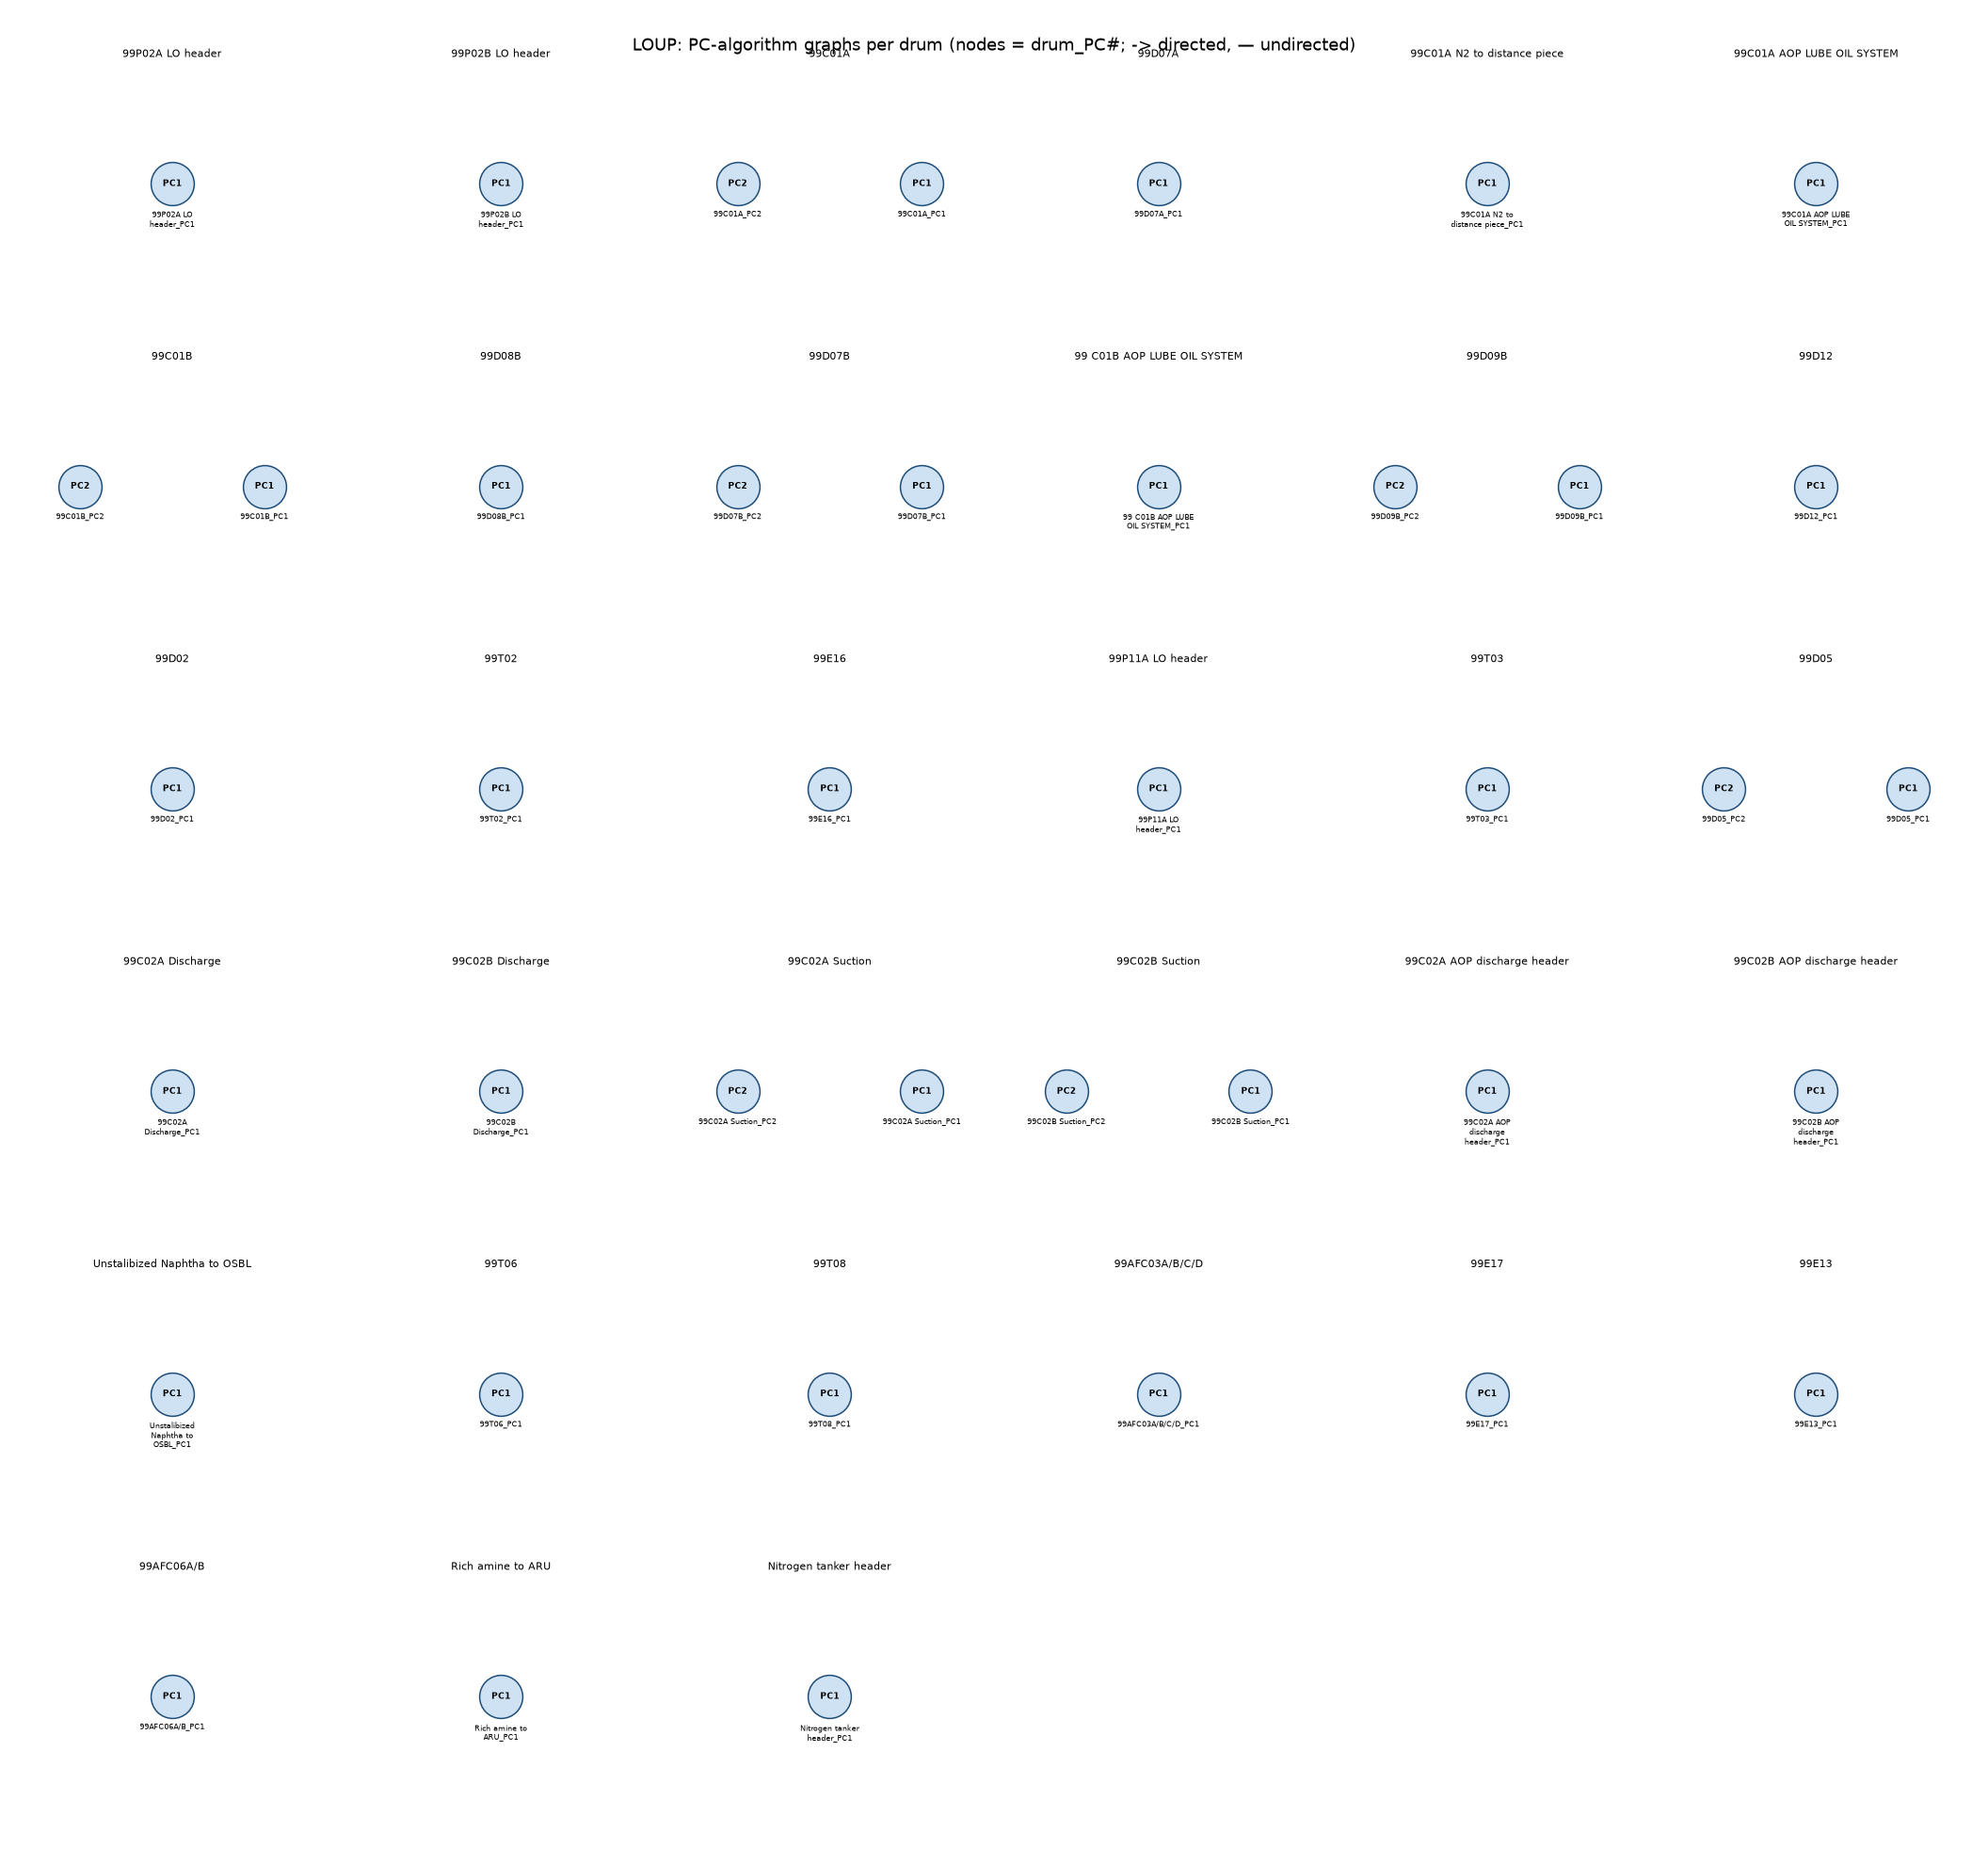 LOUP: PC-algorithm graphs per drum (nodes = drum_PC#; -> directed, — undirected)
99P02A LO header
99P02B LO header
99C01A
99D07A
99C01A N2 to distance piece
99C01A AOP LUBE OIL SYSTEM
PC1
99P02A LO
header_PC1
PC1
99P02B LO
header_PC1
PC2
99C01A_PC2
PC1
99C01A_PC1
PC1
99D07A_PC1
PC1
99C01A N2 to
distance piece_PC1
PC1
99C01A AOP LUBE
OIL SYSTEM_PC1
99C01B
99D08B
99D07B
99 C01B AOP LUBE OIL SYSTEM
99D09B
99D12
PC2
99C01B_PC2
PC1
99C01B_PC1
PC1
99D08B_PC1
PC2
99D07B_PC2
PC1
99D07B_PC1
PC1
99 C01B AOP LUBE
OIL SYSTEM_PC1
PC2
99D09B_PC2
PC1
99D09B_PC1
PC1
99D12_PC1
99D02
99T02
99E16
99P11A LO header
99T03
99D05
PC1
99D02_PC1
PC1
99T02_PC1
PC1
99E16_PC1
PC1
99P11A LO
header_PC1
PC1
99T03_PC1
PC2
99D05_PC2
PC1
99D05_PC1
99C02A Discharge
99C02B Discharge
99C02A Suction
99C02B Suction
99C02A AOP discharge header
99C02B AOP discharge header
PC1
99C02A
Discharge_PC1
PC1
99C02B
Discharge_PC1
PC2
99C02A Suction_PC2
PC1
99C02A Suction_PC1
PC2
99C02B Suction_PC2
PC1
99C02B Suction_PC1
PC1
99C02A AOP
discharge
header_PC1
PC1
99C02B AOP
discharge
header_PC1
Unstalibized Naphtha to OSBL
99T06
99T08
99AFC03A/B/C/D
99E17
99E13
PC1
Unstalibized
Naphtha to
OSBL_PC1
PC1
99T06_PC1
PC1
99T08_PC1
PC1
99AFC03A/B/C/D_PC1
PC1
99E17_PC1
PC1
99E13_PC1
99AFC06A/B
Rich amine to ARU
Nitrogen tanker header
PC1
99AFC06A/B_PC1
PC1
Rich amine to
ARU_PC1
PC1
Nitrogen tanker
header_PC1